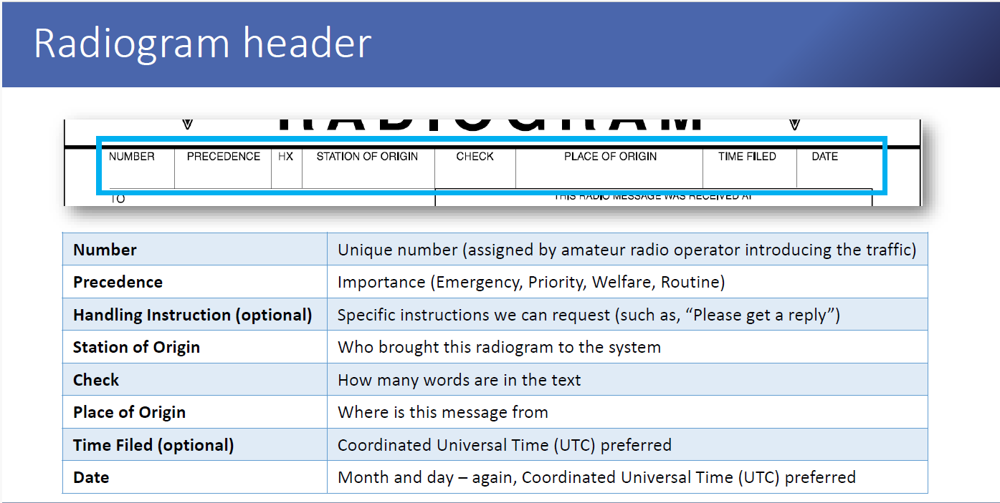 Radiogram header
RADIOGRAM
NUMBER PRECEDENCE HX STATION OF ORIGIN CHECK PLACE OF ORIGIN TIME FILED DATE
TO THIS RADIO MESSAGE WAS RECEIVED AT
Number Unique number (assigned by amateur radio operator introducing the traffic)
Precedence Importance (Emergency, Priority, Welfare, Routine)
Handling Instruction (optional) Specific instructions we can request (such as, “Please get a reply”)
Station of Origin Who brought this radiogram to the system
Check How many words are in the text
Place of Origin Where is this message from
Time Filed (optional) Coordinated Universal Time (UTC) preferred
Date Month and day – again, Coordinated Universal Time (UTC) preferred